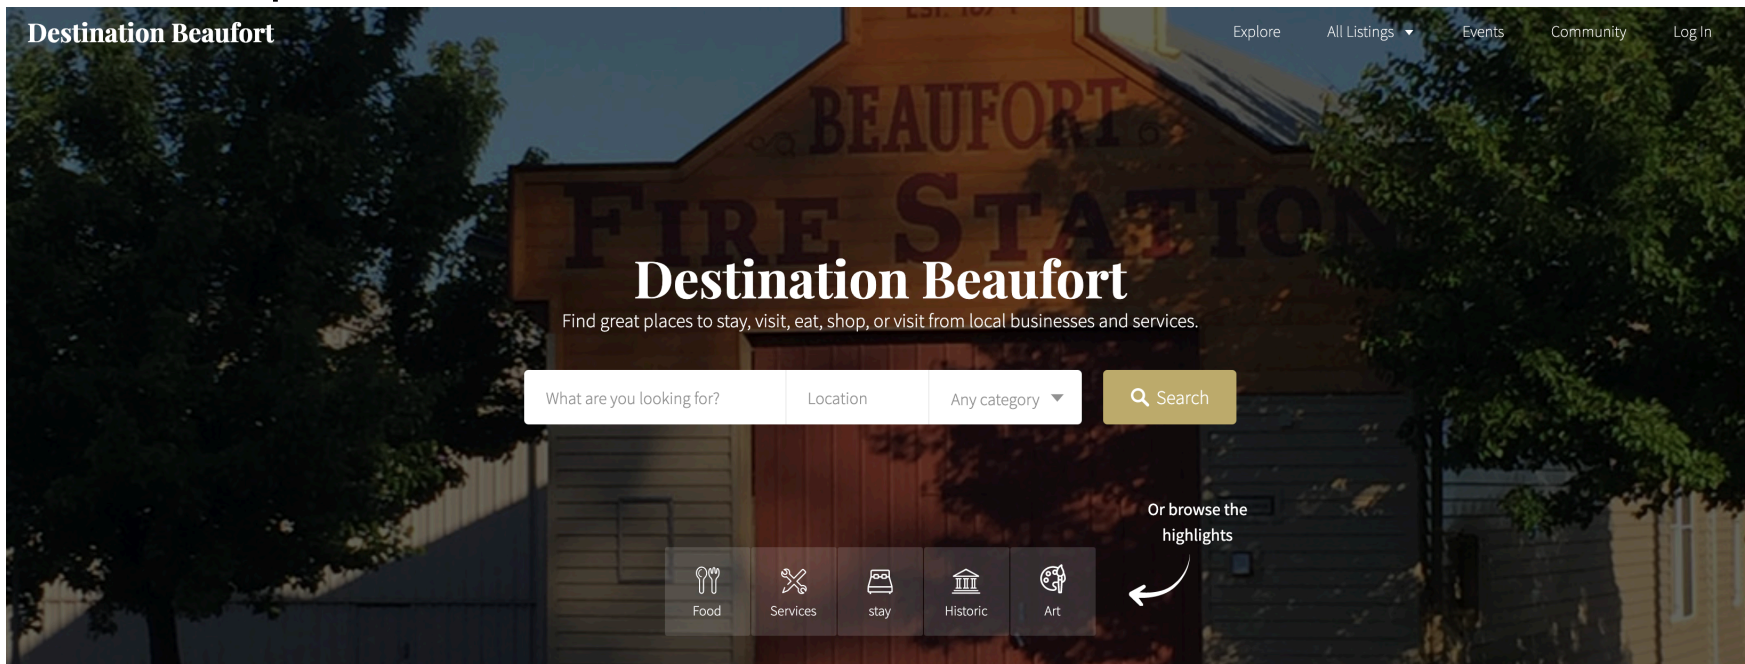 Destination Beaufort
Explore
All Listings
Events
Community
Log In
BEAUFORT
FIRE STATION
Destination Beaufort
Find great places to stay, visit, eat, shop, or visit from local businesses and services.
What are you looking for?
Location
Any category
Search
Or browse the
highlights
Food
Services
stay
Historic
Art